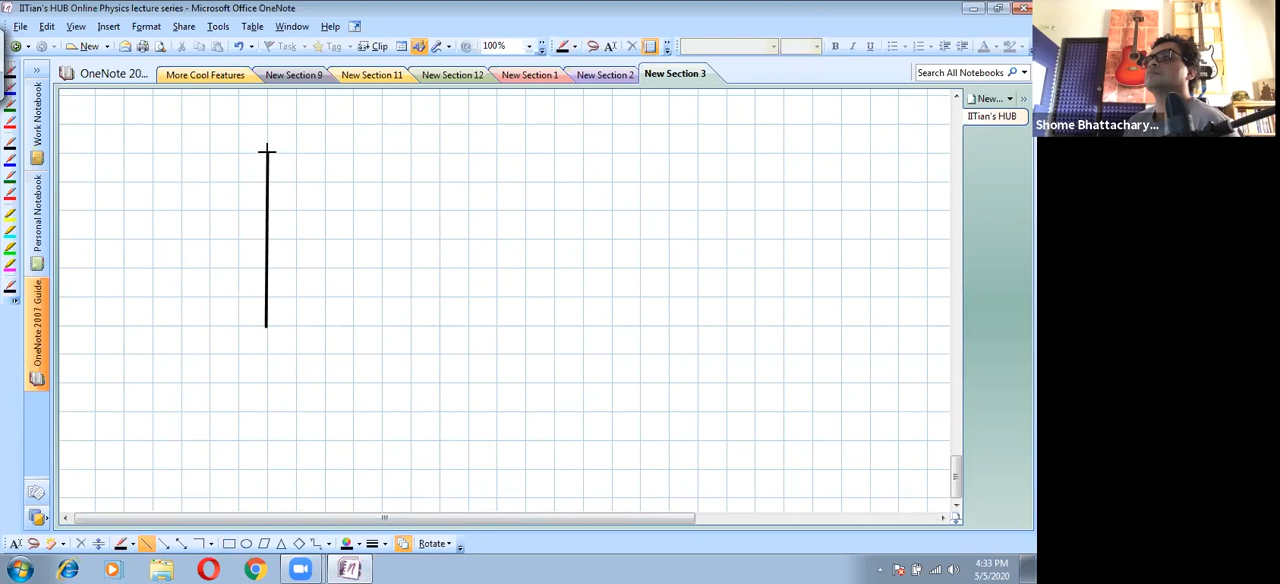 IITian's HUB Online Physics lecture series - Microsoft Office OneNote
File Edit View Insert Format Share Tools Table Window Help
New Task Tag Clip 100% B I U
OneNote 20... More Cool Features New Section 9 New Section 11 New Section 12 New Section 1 New Section 2 New Section 3 Search All Notebooks
New...
IITian's HUB
Shome Bhattachary...
Work Notebook
Personal Notebook
OneNote 2007 Guide
Rotate
4:33 PM
5/5/2020